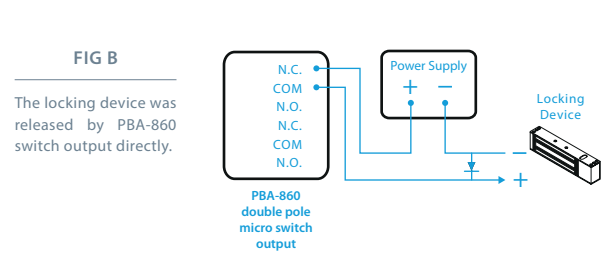 FIG B
The locking device was
released by PBA-860
switch output directly.
N.C.
COM
N.O.
N.C.
COM
N.O.
PBA-860
double pole
micro switch
output
Power Supply
+ −
Locking
Device
−
+